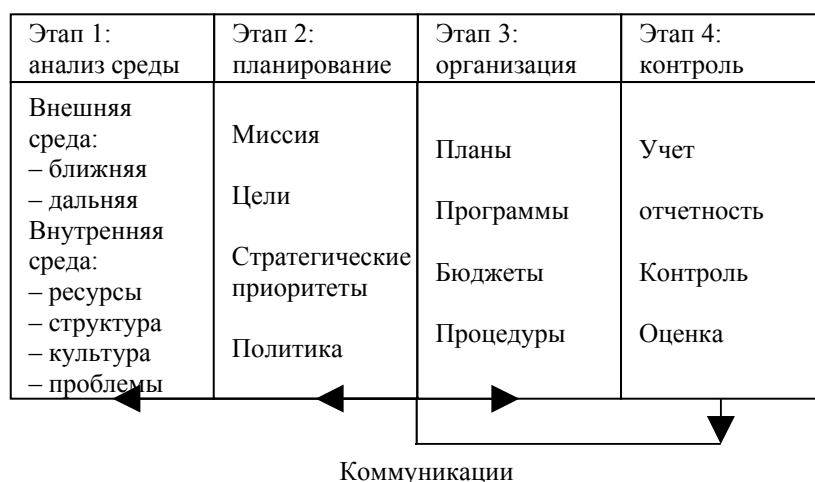 Этап 1:
анализ среды
Этап 2:
планирование
Этап 3:
организация
Этап 4:
контроль
Внешняя
среда:
– ближняя
– дальняя
Внутренняя
среда:
– ресурсы
– структура
– культура
– проблемы
Миссия
Цели
Стратегические
приоритеты
Политика
Планы
Программы
Бюджеты
Процедуры
Учет
отчетность
Контроль
Оценка
Коммуникации